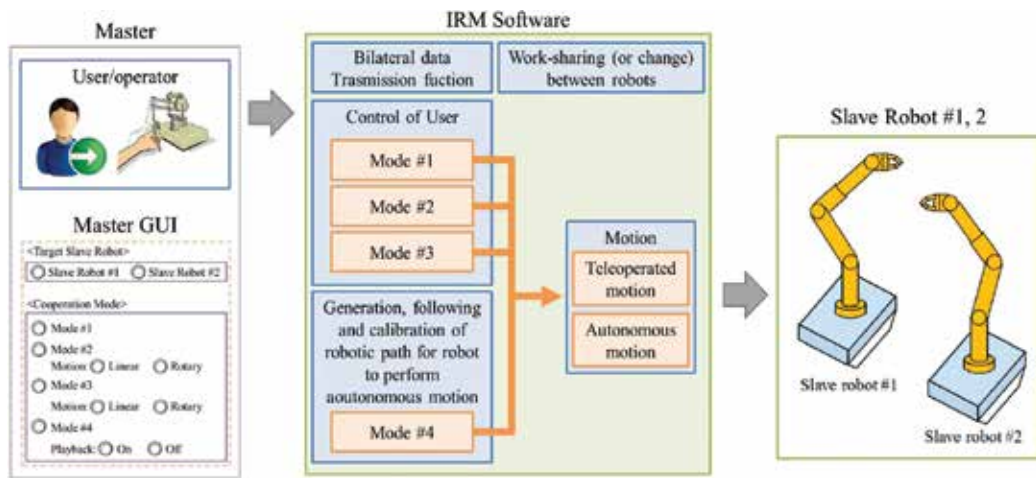 Master
User/operator
Master GUI
<Target Slave Robot>
Slave Robot #1 Slave Robot #2
<Cooperation Mode>
Mode #1
Mode #2
Motion: Linear Rotary
Mode #3
Motion: Linear Rotary
Mode #4
Playback: On Off
IRM Software
Bilateral data
Trasmission fuction
Work-sharing (or change)
between robots
Control of User
Mode #1
Mode #2
Mode #3
Generation, following
and calibration of
robotic path for robot
to perform
aoutonomous motion
Mode #4
Motion
Teleoperated
motion
Autonomous
motion
Slave Robot #1, 2
Slave robot #1
Slave robot #2